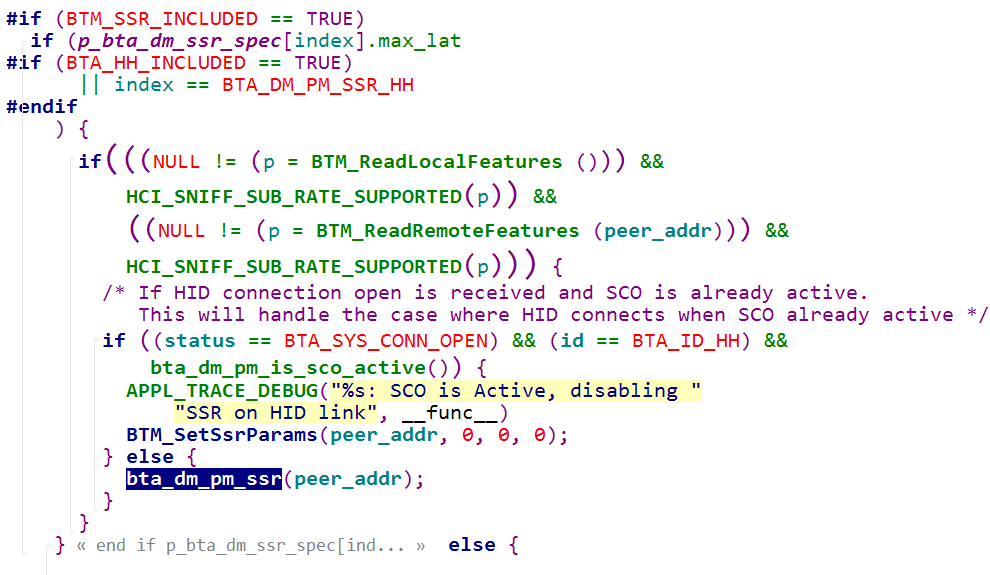 #if (BTM_SSR_INCLUDED == TRUE)
  if (p_bta_dm_ssr_spec[index].max_lat
#if (BTA_HH_INCLUDED == TRUE)
      || index == BTA_DM_PM_SSR_HH
#endif
    ) {
      if(((NULL != (p = BTM_ReadLocalFeatures ())) &&
          HCI_SNIFF_SUB_RATE_SUPPORTED(p)) &&
          ((NULL != (p = BTM_ReadRemoteFeatures (peer_addr))) &&
          HCI_SNIFF_SUB_RATE_SUPPORTED(p))) {
        /* If HID connection open is received and SCO is already active.
           This will handle the case where HID connects when SCO already active */
        if ((status == BTA_SYS_CONN_OPEN) && (id == BTA_ID_HH) &&
            bta_dm_pm_is_sco_active()) {
          APPL_TRACE_DEBUG("%s: SCO is Active, disabling "
              "SSR on HID link", __func__)
          BTM_SetSsrParams(peer_addr, 0, 0, 0);
        } else {
          bta_dm_pm_ssr(peer_addr);
        }
      }
    } « end if p_bta_dm_ssr_spec[ind... » else {